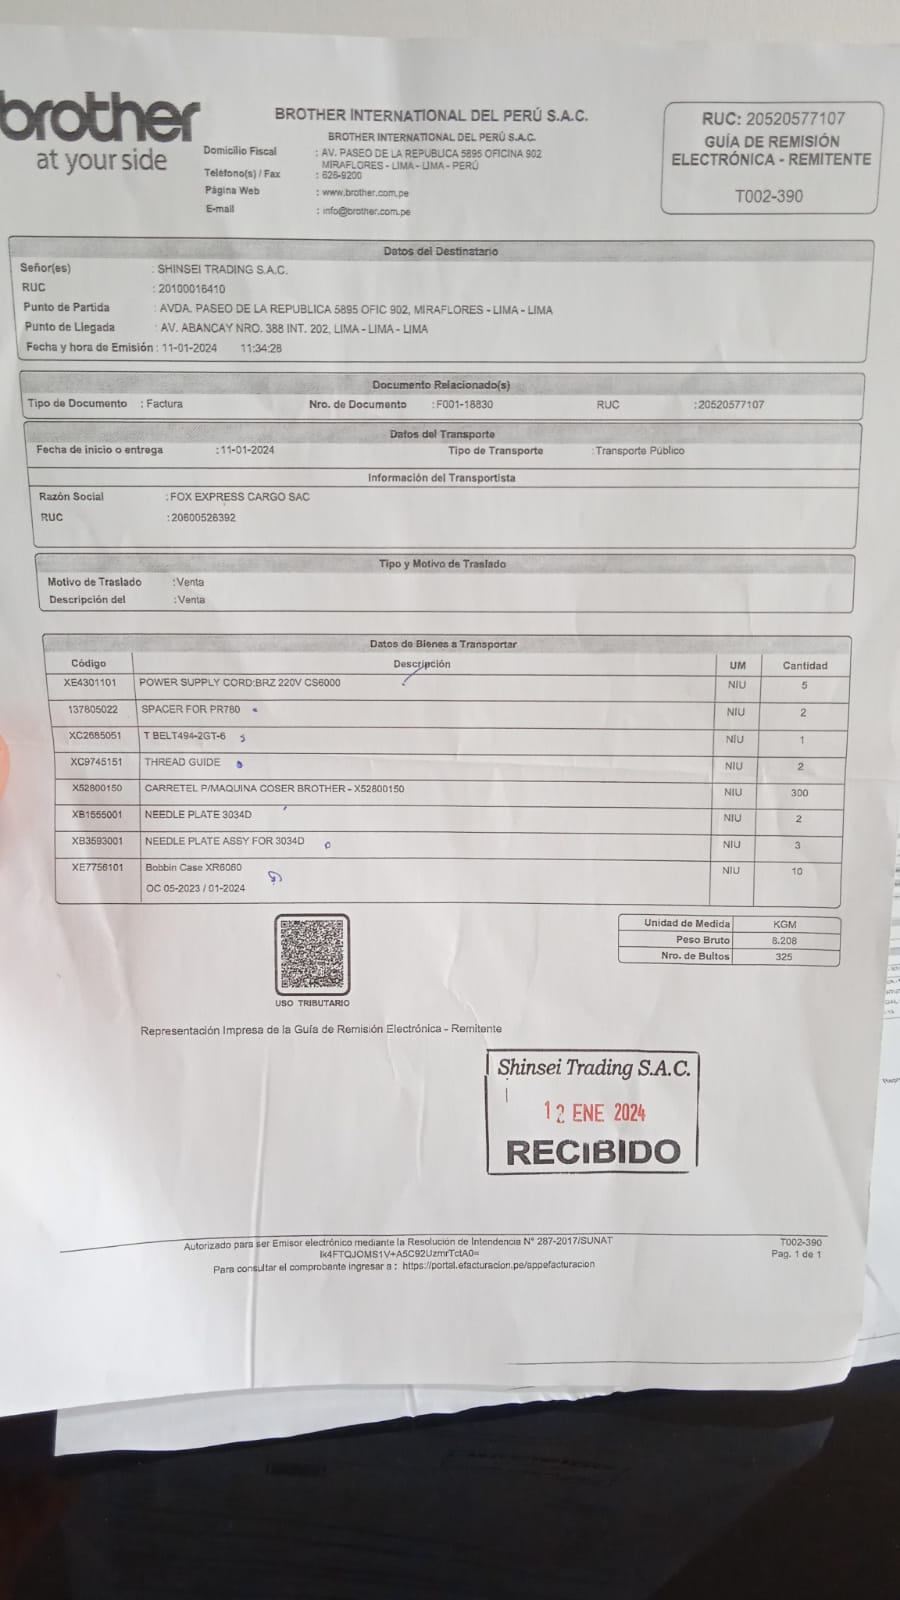 brother
at your side
BROTHER INTERNATIONAL DEL PERÚ S.A.C.
BROTHER INTERNATIONAL DEL PERÚ S.A.C.
Domicilio Fiscal : AV. PASEO DE LA REPUBLICA 5895 OFICINA 902
MIRAFLORES - LIMA - LIMA - PERÚ
Teléfono(s) / Fax : 626-9200
Página Web : www.brother.com.pe
E-mail : info@brother.com.pe
RUC: 20520577107
GUÍA DE REMISIÓN
ELECTRÓNICA - REMITENTE
T002-390
Datos del Destinatario
Señor(es) : SHINSEI TRADING S.A.C.
RUC : 20100016410
Punto de Partida : AVDA. PASEO DE LA REPUBLICA 5895 OFIC 902, MIRAFLORES - LIMA - LIMA
Punto de Llegada : AV. ABANCAY NRO. 388 INT. 202, LIMA - LIMA - LIMA
Fecha y hora de Emisión : 11-01-2024 11:34:28
Documento Relacionado(s)
Tipo de Documento : Factura Nro. de Documento :F001-18830 RUC :20520577107
Datos del Transporte
Fecha de inicio o entrega :11-01-2024 Tipo de Transporte :Transporte Público
Información del Transportista
Razón Social :FOX EXPRESS CARGO SAC
RUC :20600526392
Tipo y Motivo de Traslado
Motivo de Traslado :Venta
Descripción del :Venta
Datos de Bienes a Transportar
Código Descripción UM Cantidad
XE4301101 POWER SUPPLY CORD:BRZ 220V CS6000 NIU 5
137805022 SPACER FOR PR780 NIU 2
XC2685051 T BELT494-2GT-6 NIU 1
XC9745151 THREAD GUIDE NIU 2
X52800150 CARRETEL P/MAQUINA COSER BROTHER - X52800150 NIU 300
XB1555001 NEEDLE PLATE 3034D NIU 2
XB3593001 NEEDLE PLATE ASSY FOR 3034D NIU 3
XE7756101 Bobbin Case XR6060 NIU 10
OC 05-2023 / 01-2024
Unidad de Medida KGM
Peso Bruto 8.208
Nro. de Bultos 325
USO TRIBUTARIO
Representación Impresa de la Guía de Remisión Electrónica - Remitente
Shinsei Trading S.A.C.
12 ENE 2024
RECIBIDO
Autorizado para ser Emisor electrónico mediante la Resolución de Intendencia N° 287-2017/SUNAT
Ik4FTQJOMS1V+A5C92UzmrTctA0=
Para consultar el comprobante ingresar a : https://portal.efacturacion.pe/appefacturacion
T002-390
Pag. 1 de 1